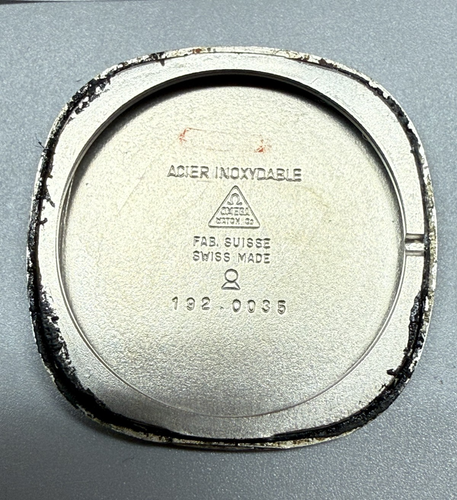 ACIER INOXYDABLE
Ω
OMEGA
WATCH Co
FAB. SUISSE
SWISS MADE
192.0035